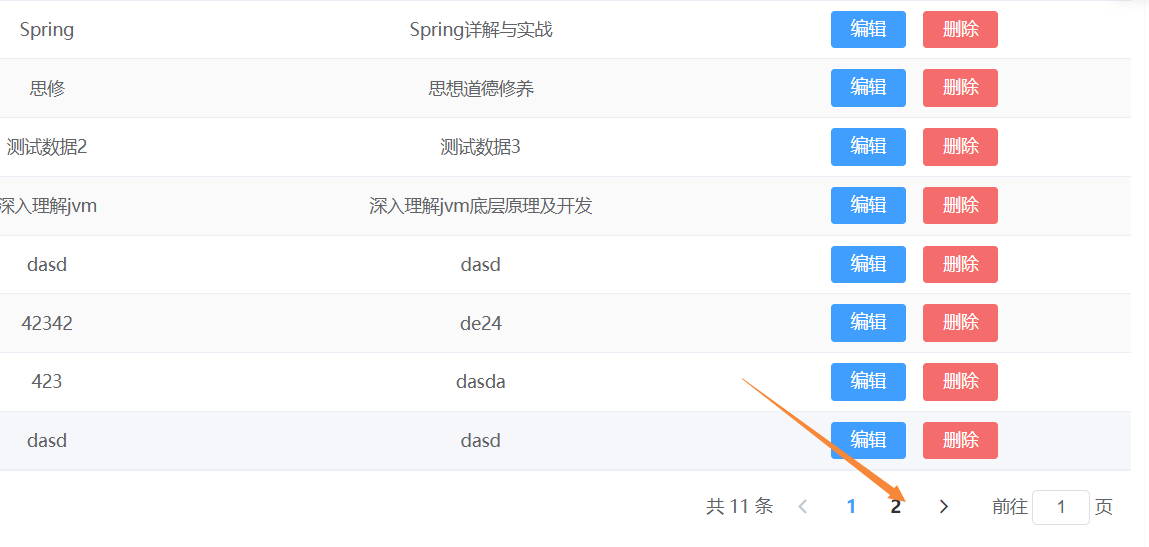 Spring Spring详解与实战 编辑 删除
思修 思想道德修养 编辑 删除
测试数据2 测试数据3 编辑 删除
深入理解jvm 深入理解jvm底层原理及开发 编辑 删除
dasd dasd 编辑 删除
42342 de24 编辑 删除
423 dasda 编辑 删除
dasd dasd 编辑 删除
共 11 条 1 2 前往 1 页